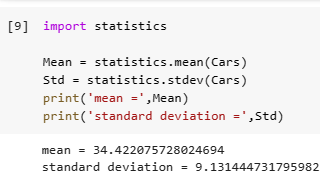 [9] import statistics
Mean = statistics.mean(Cars)
Std = statistics.stdev(Cars)
print('mean =',Mean)
print('standard deviation =',Std)
mean = 34.422075728024694
standard deviation = 9.131444731795982